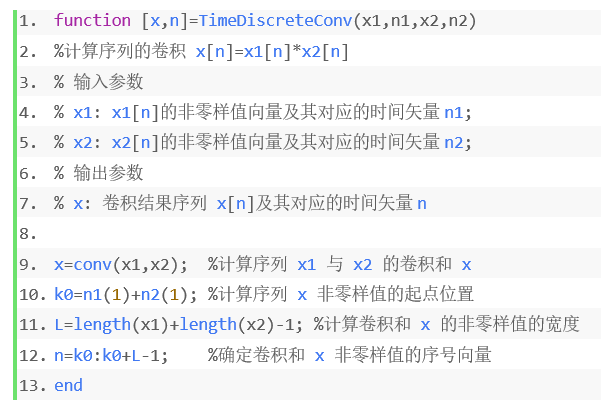 1. function [x,n]=TimeDiscreteConv(x1,n1,x2,n2)
2. %计算序列的卷积 x[n]=x1[n]*x2[n]
3. % 输入参数
4. % x1: x1[n]的非零样值向量及其对应的时间矢量n1;
5. % x2: x2[n]的非零样值向量及其对应的时间矢量n2;
6. % 输出参数
7. % x: 卷积结果序列 x[n]及其对应的时间矢量n
8.
9. x=conv(x1,x2);  %计算序列 x1 与 x2 的卷积和 x
10. k0=n1(1)+n2(1); %计算序列 x 非零样值的起点位置
11. L=length(x1)+length(x2)-1; %计算卷积和 x 的非零样值的宽度
12. n=k0:k0+L-1;    %确定卷积和 x 非零样值的序号向量
13. end